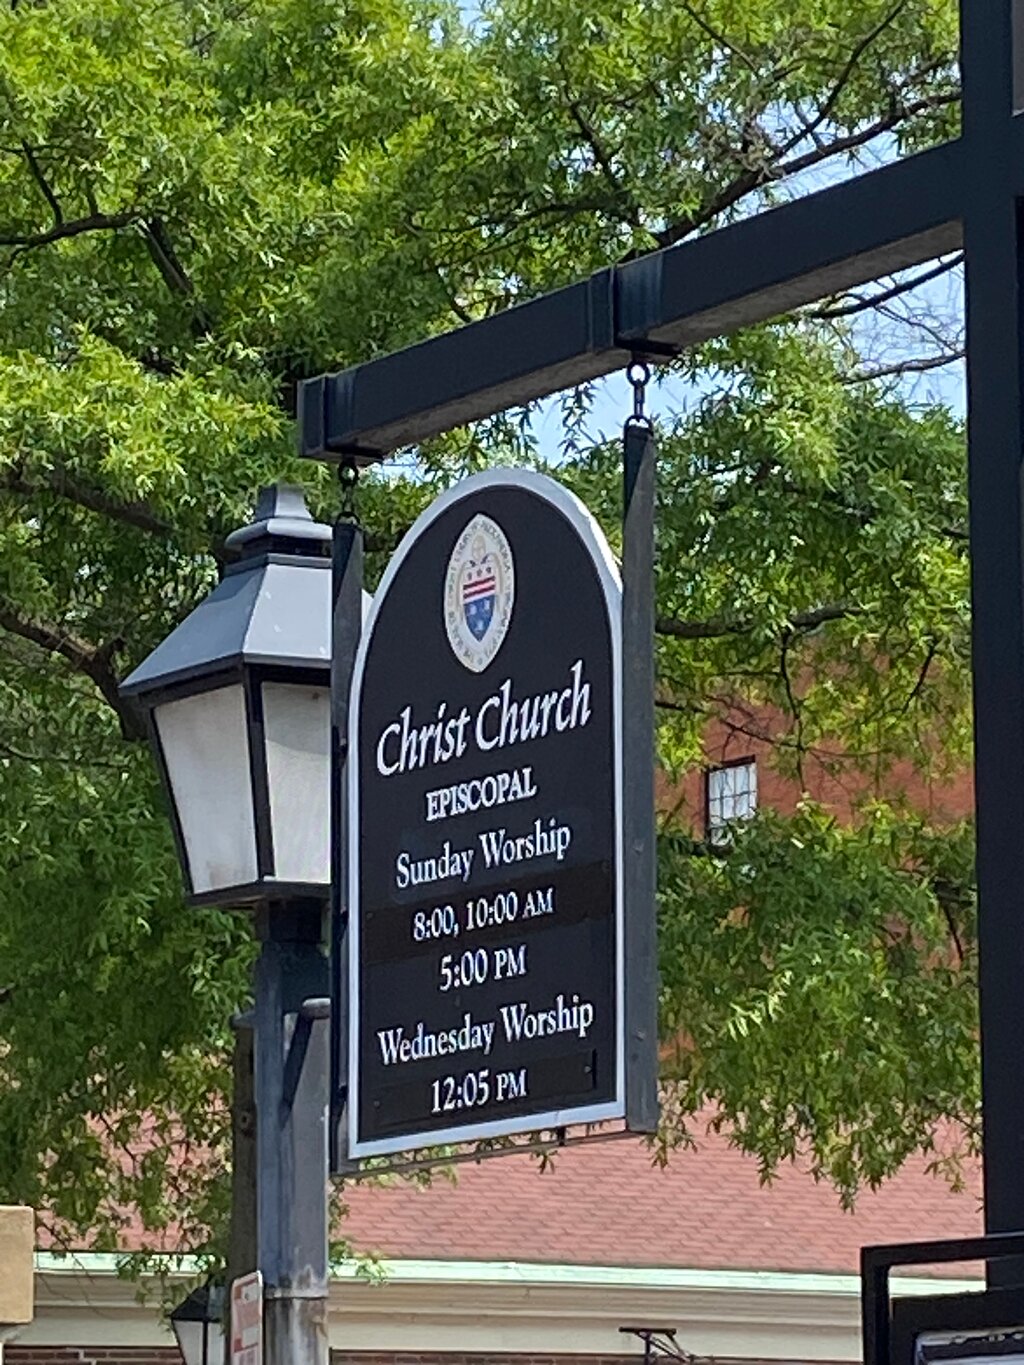 Christ Church
EPISCOPAL
Sunday Worship
8:00, 10:00 AM
5:00 PM
Wednesday Worship
12:05 PM